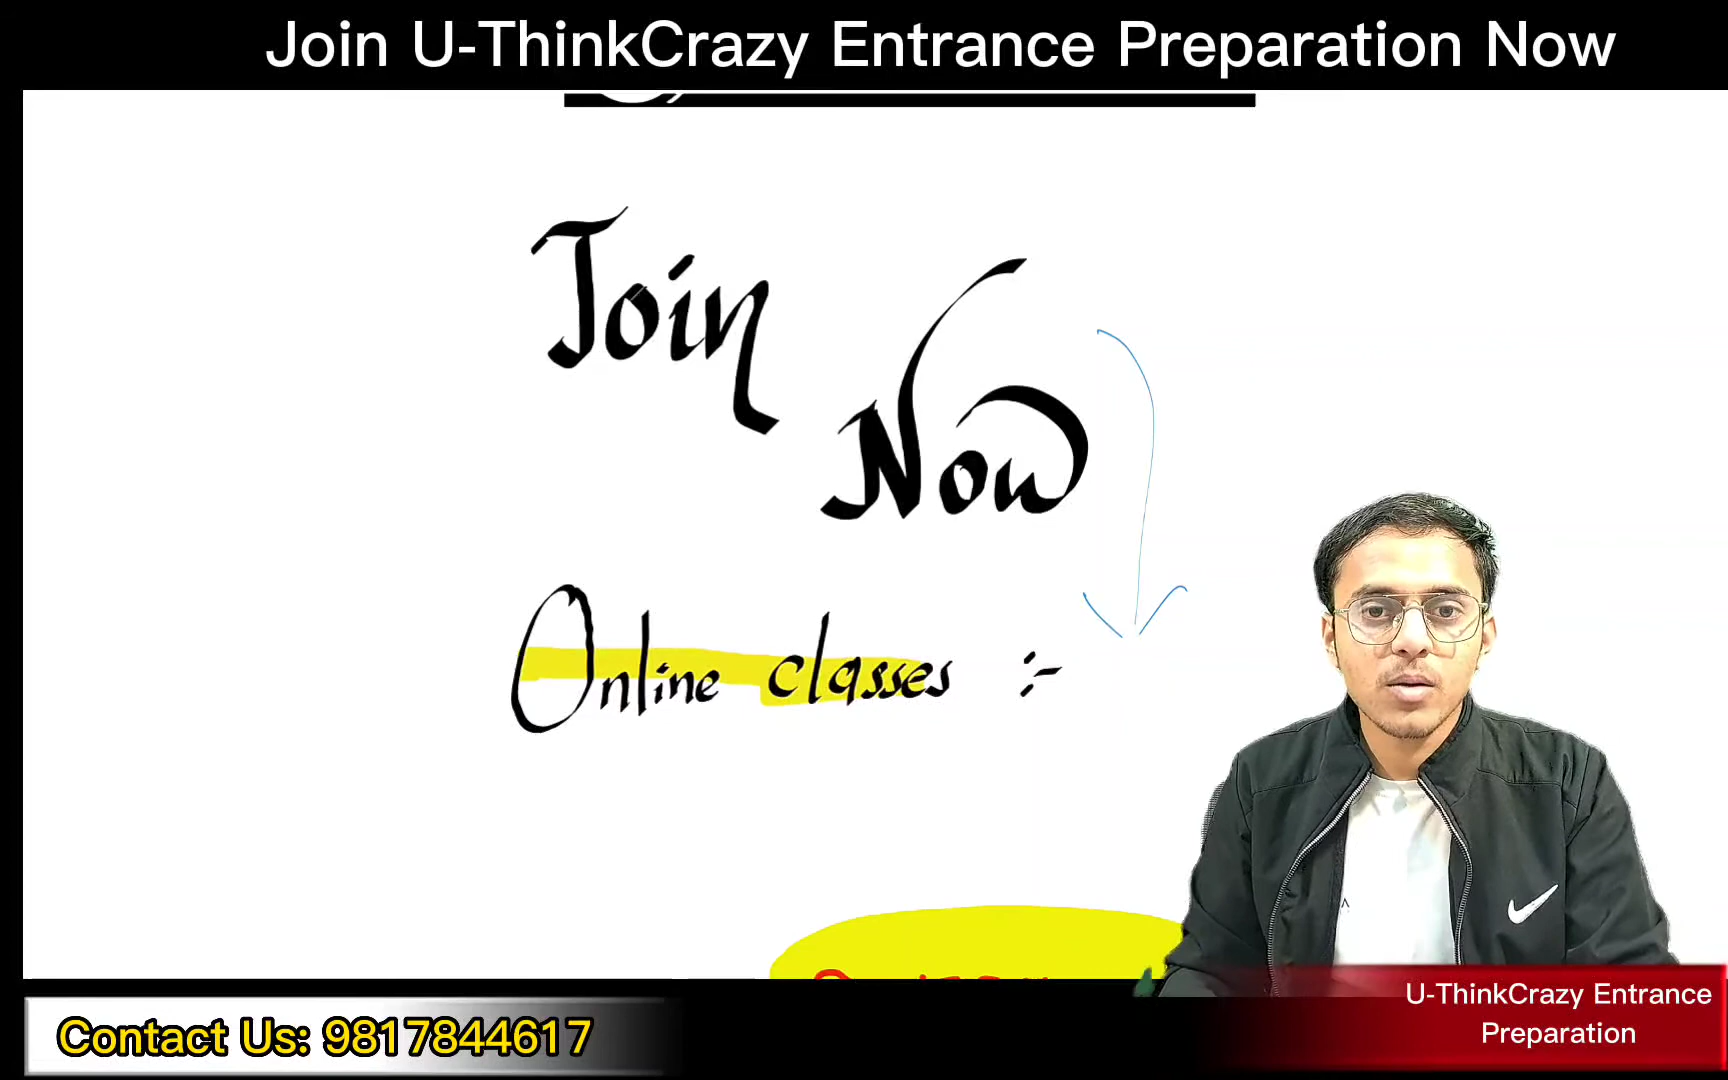 Join U-ThinkCrazy Entrance Preparation Now
Join
Now
Online classes :-
U-ThinkCrazy Entrance
Preparation
Contact Us: 9817844617